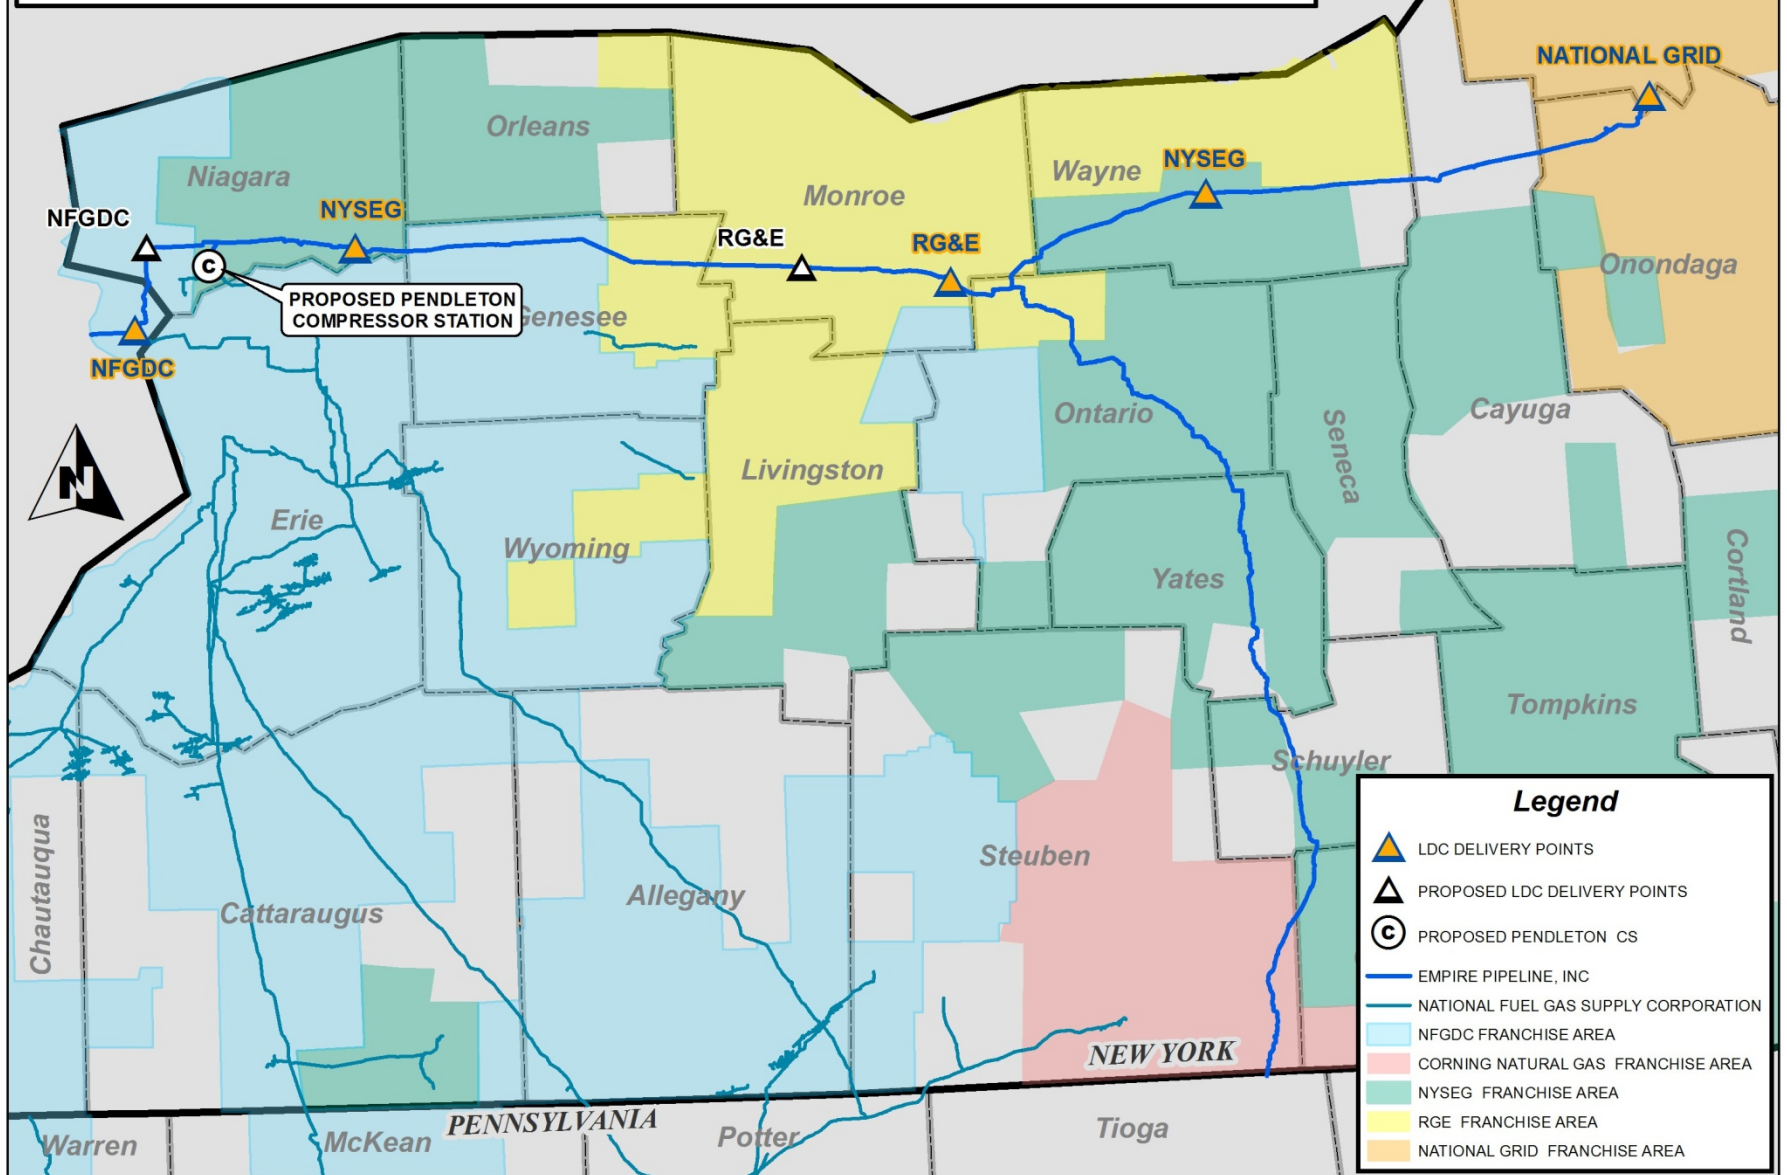 NATIONAL GRID
Orleans
Niagara
NYSEG
NYSEG
Wayne
Monroe
NFGDC
RG&E
RG&E
Onondaga
C
PROPOSED PENDLETON
COMPRESSOR STATION
Genesee
NFGDC
Ontario
Cayuga
Seneca
Livingston
N
Erie
Wyoming
Yates
Cortland
Tompkins
Schuyler
Chautauqua
Steuben
Allegany
Cattaraugus
NEW YORK
PENNSYLVANIA
Warren
McKean
Potter
Tioga
Legend
LDC DELIVERY POINTS
PROPOSED LDC DELIVERY POINTS
C
PROPOSED PENDLETON CS
EMPIRE PIPELINE, INC
NATIONAL FUEL GAS SUPPLY CORPORATION
NFGDC FRANCHISE AREA
CORNING NATURAL GAS FRANCHISE AREA
NYSEG FRANCHISE AREA
RGE FRANCHISE AREA
NATIONAL GRID FRANCHISE AREA